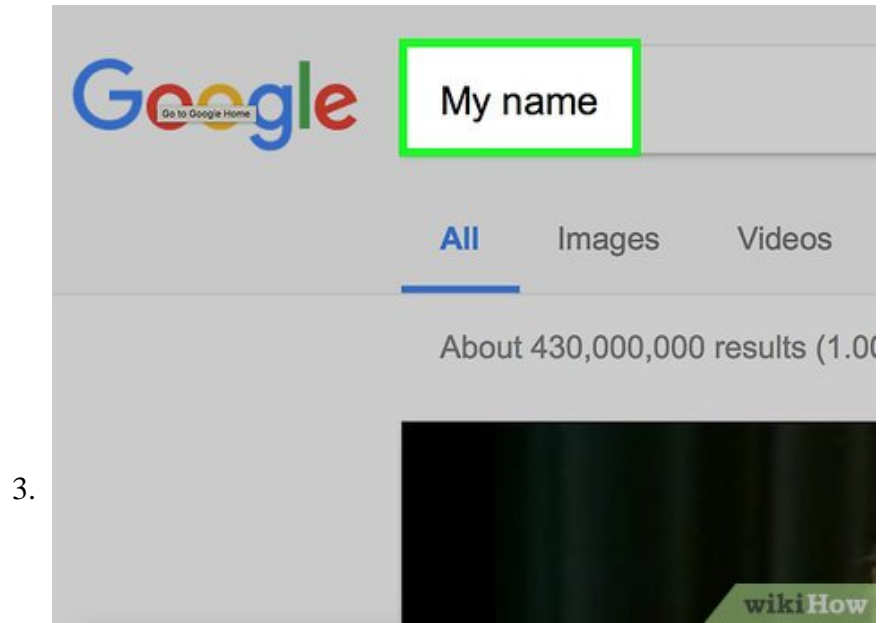 Google
Go to Google Home
My name
All Images Videos
About 430,000,000 results (1.00
3.
wikiHow